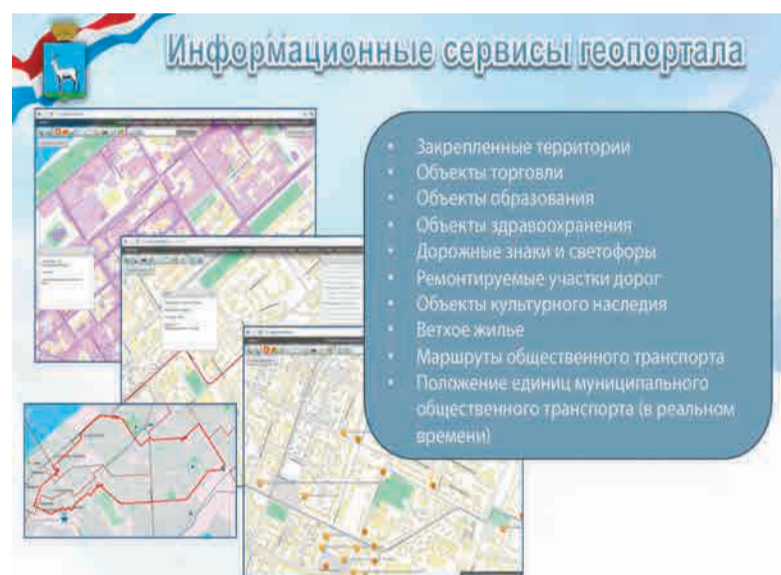 Информационные сервисы геопортала
• Закрепленные территории
• Объекты торговли
• Объекты образования
• Объекты здравоохранения
• Дорожные знаки и светофоры
• Ремонтируемые участки дорог
• Объекты культурного наследия
• Ветхое жилье
• Маршруты общественного транспорта
• Положение единиц муниципального
общественного транспорта (в реальном
времени)